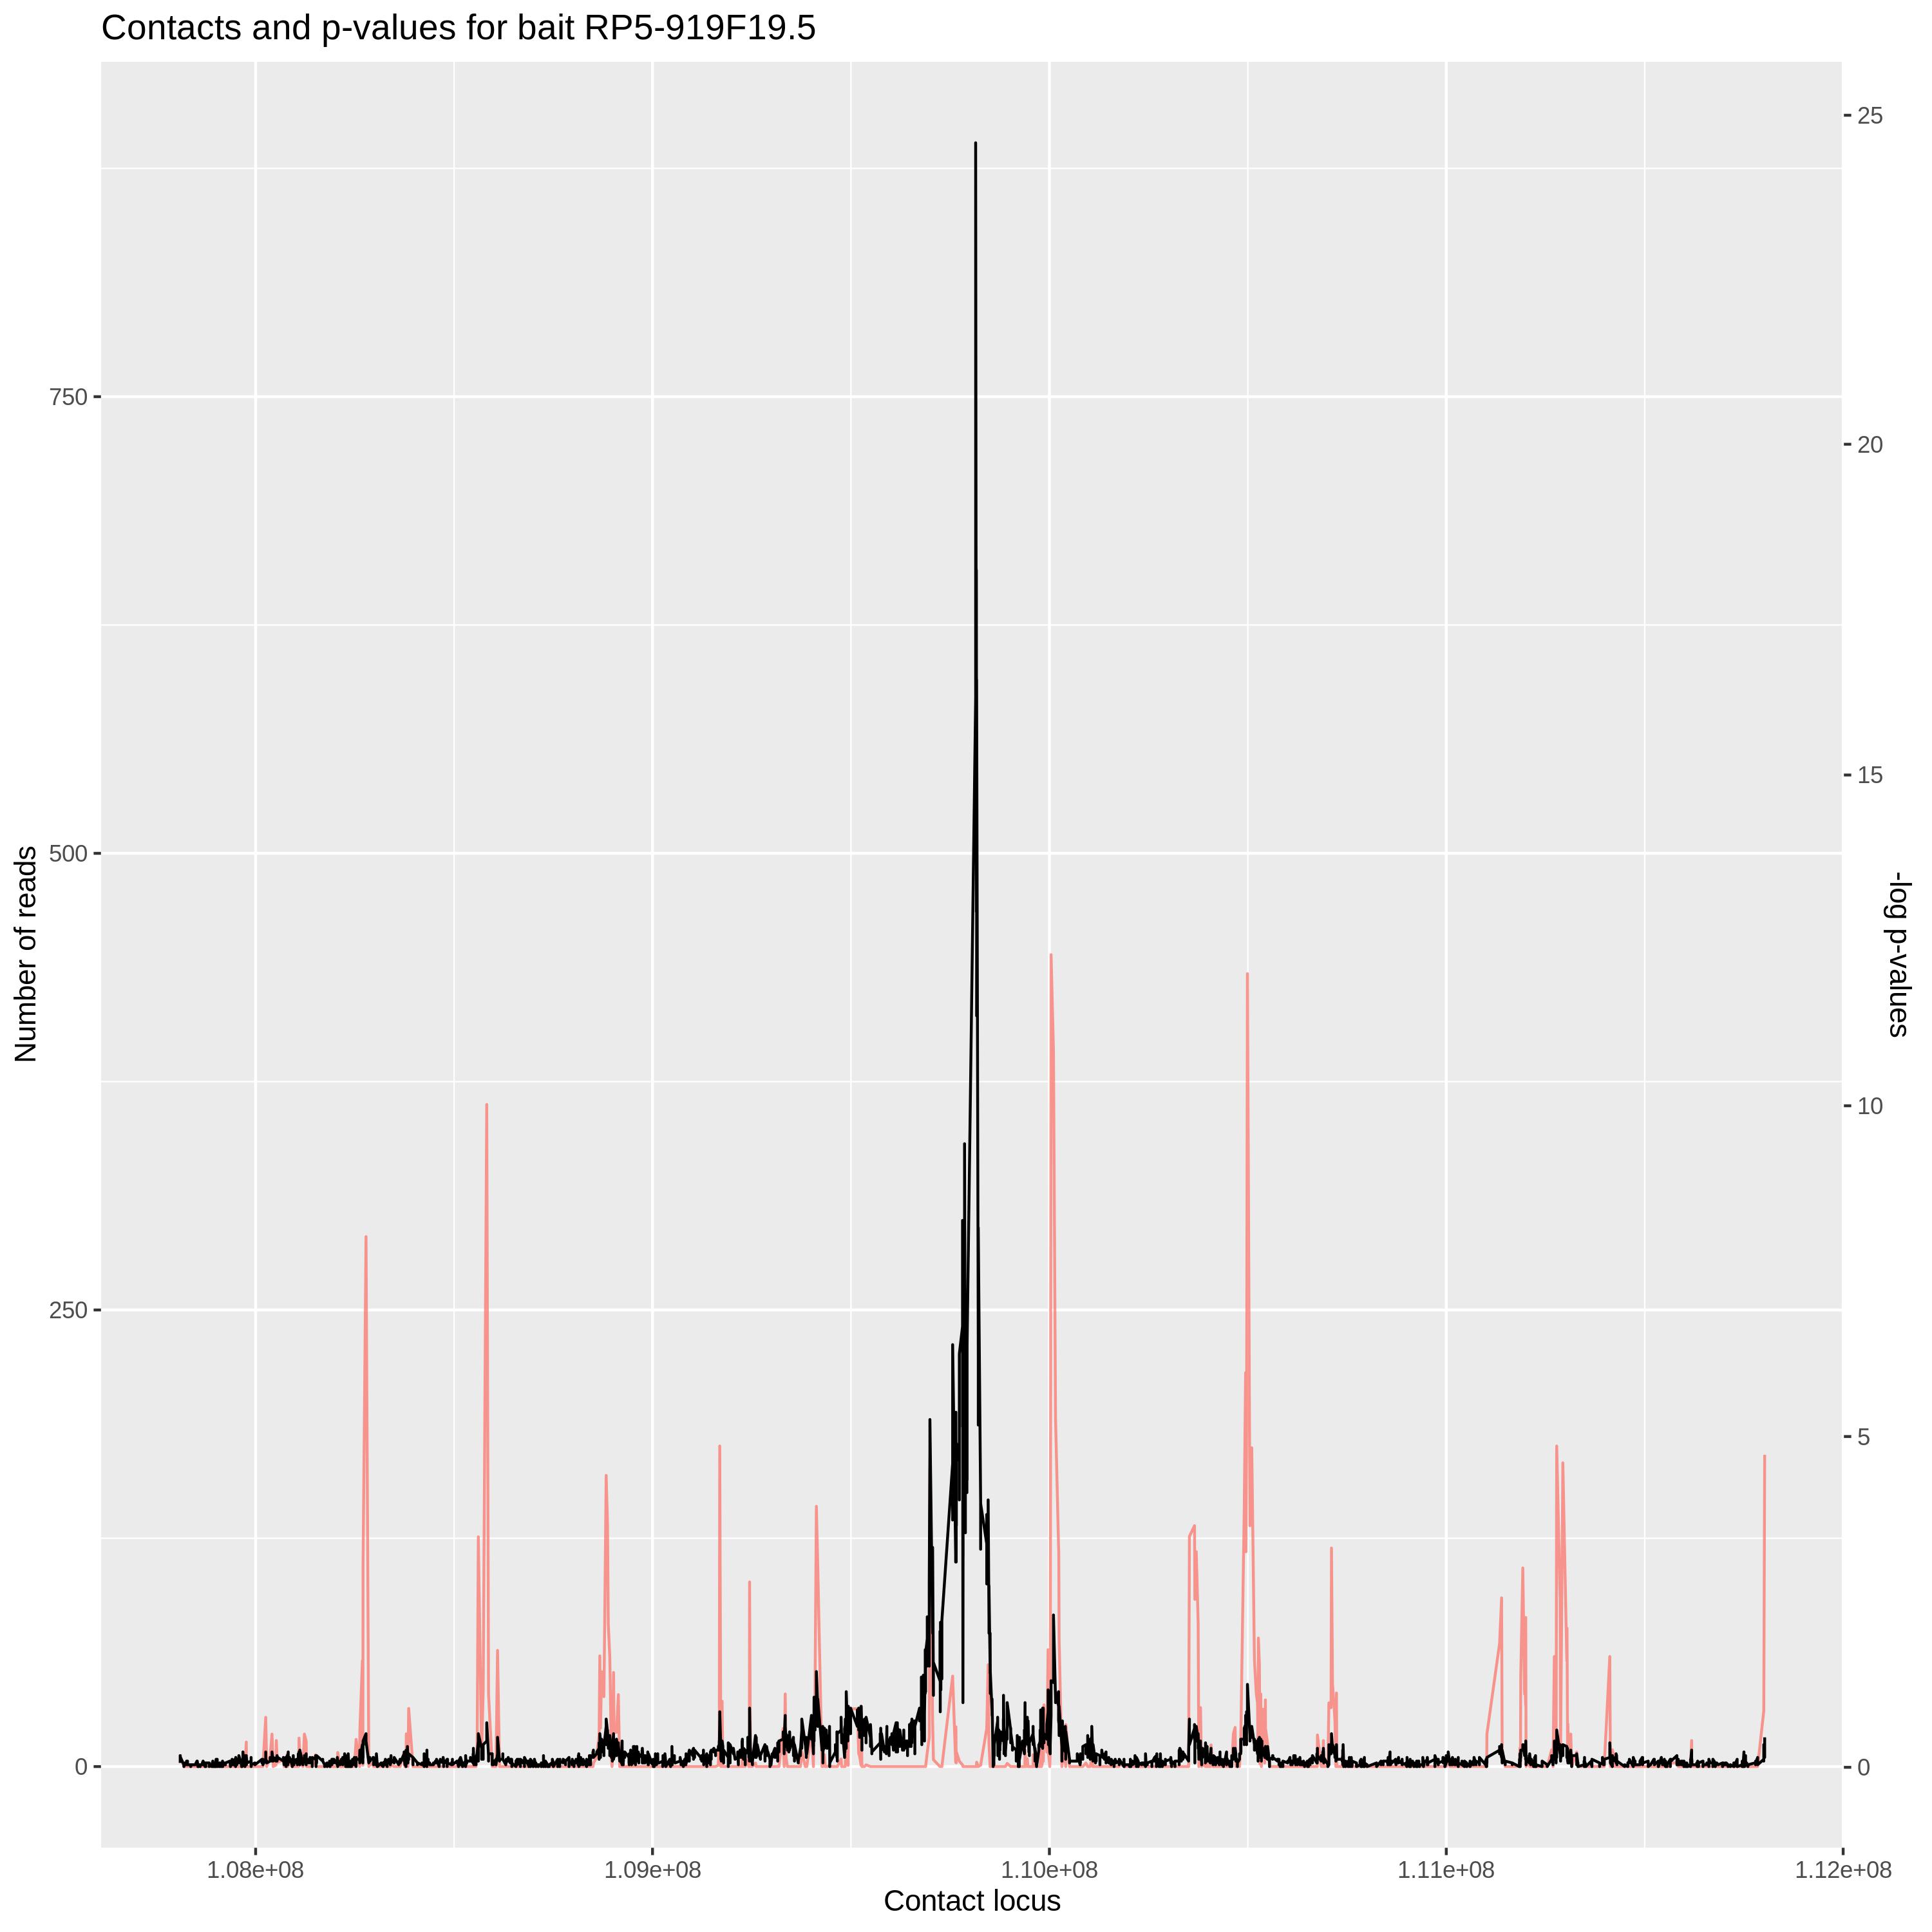 Contacts and p-values for bait RP5-919F19.5
Number of reads
750
500
250
0
25
20
15
10
5
0
-log p-values
1.08e+08 1.09e+08 1.10e+08 1.11e+08 1.12e+08
Contact locus